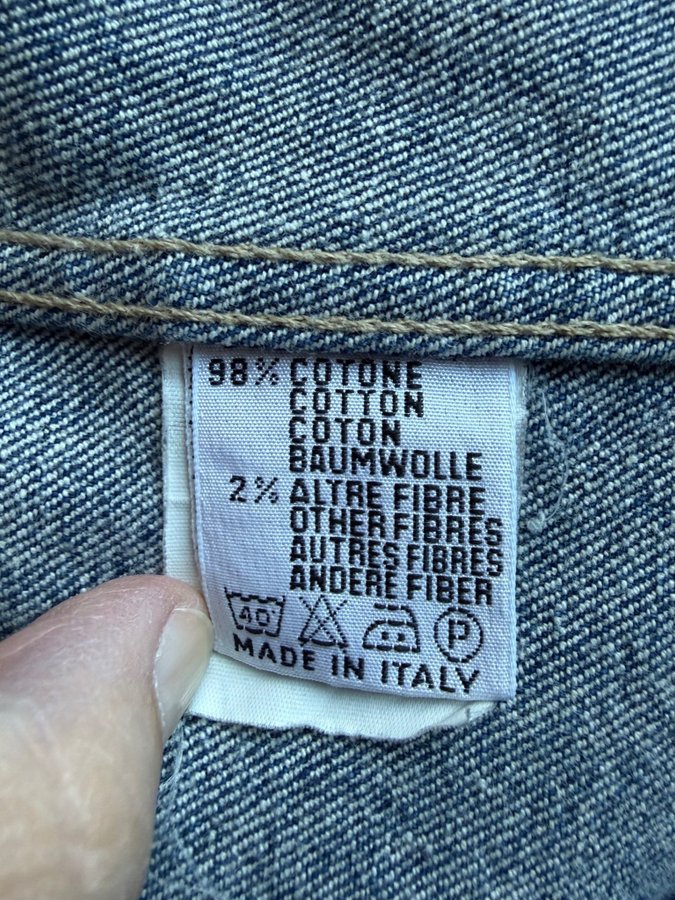 98% COTONE
COTTON
COTON
BAUMWOLLE
2% ALTRE FIBRE
OTHER FIBRES
AUTRES FIBRES
ANDERE FIBER
40 P
MADE IN ITALY